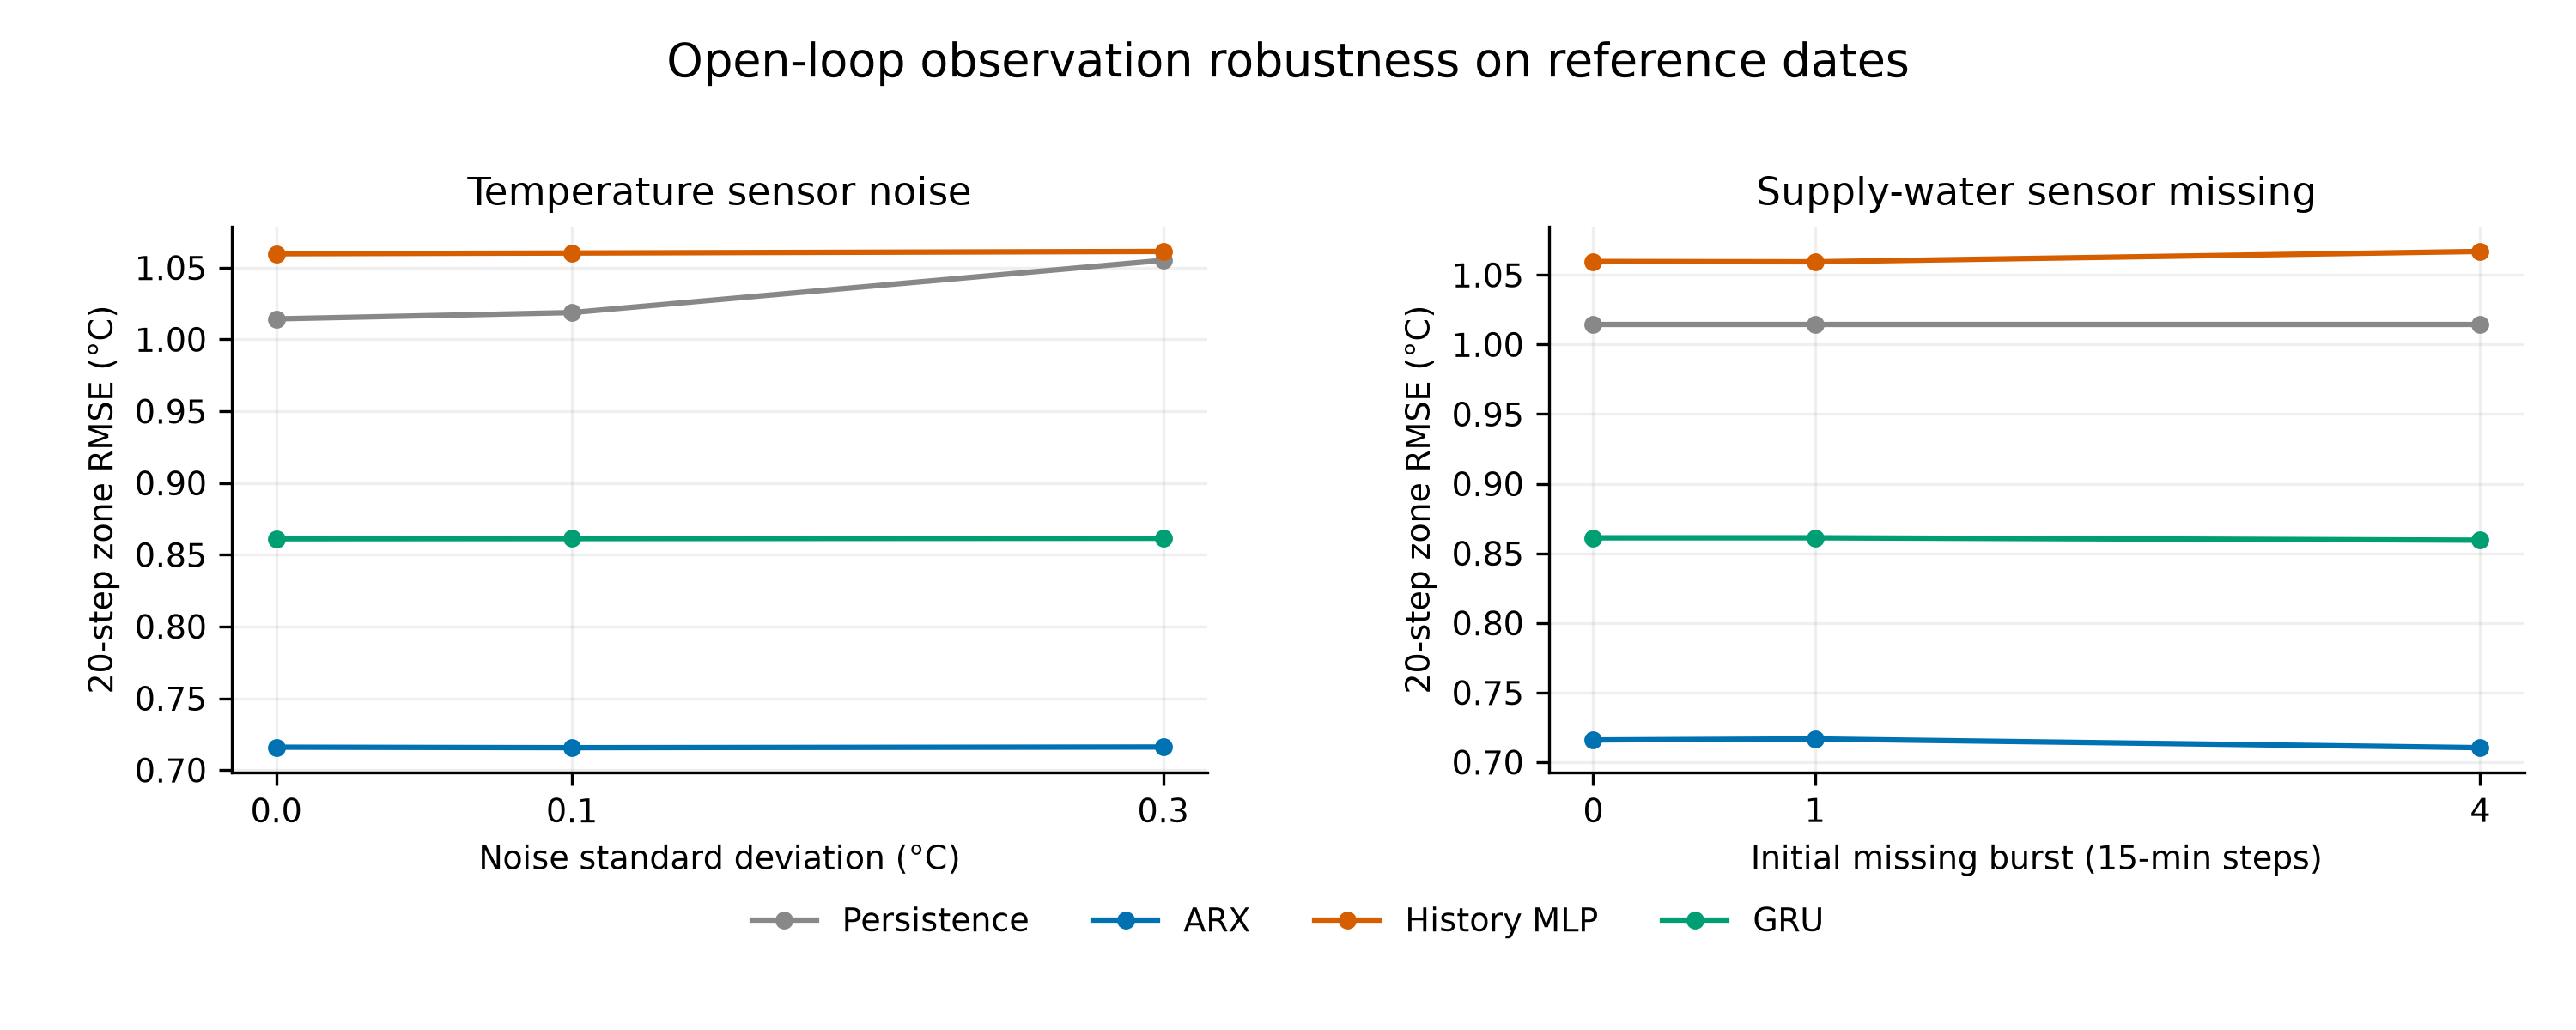 Open-loop observation robustness on reference dates
Temperature sensor noise
20-step zone RMSE (°C)
1.05
1.00
0.95
0.90
0.85
0.80
0.75
0.70
0.0 0.1 0.3
Noise standard deviation (°C)
Supply-water sensor missing
20-step zone RMSE (°C)
1.05
1.00
0.95
0.90
0.85
0.80
0.75
0.70
0 1 4
Initial missing burst (15-min steps)
Persistence ARX History MLP GRU